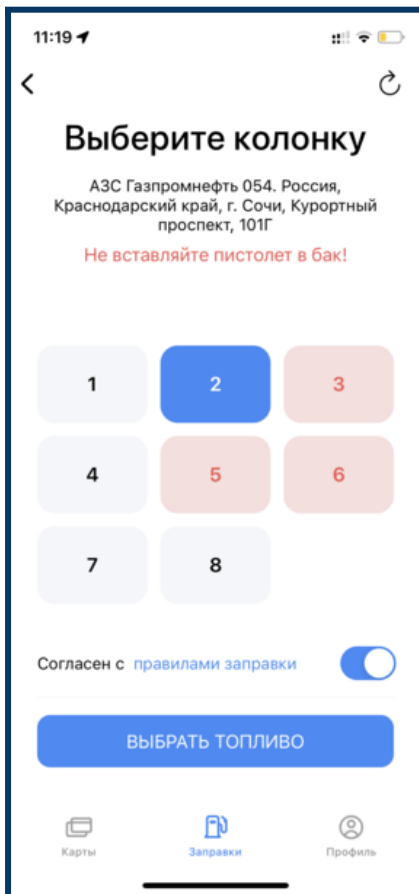 11:19
Выберите колонку
АЗС Газпромнефть 054. Россия,
Краснодарский край, г. Сочи, Курортный
проспект, 101Г
Не вставляйте пистолет в бак!
1 2 3
4 5 6
7 8
Согласен с правилами заправки
ВЫБРАТЬ ТОПЛИВО
Карты Заправки Профиль